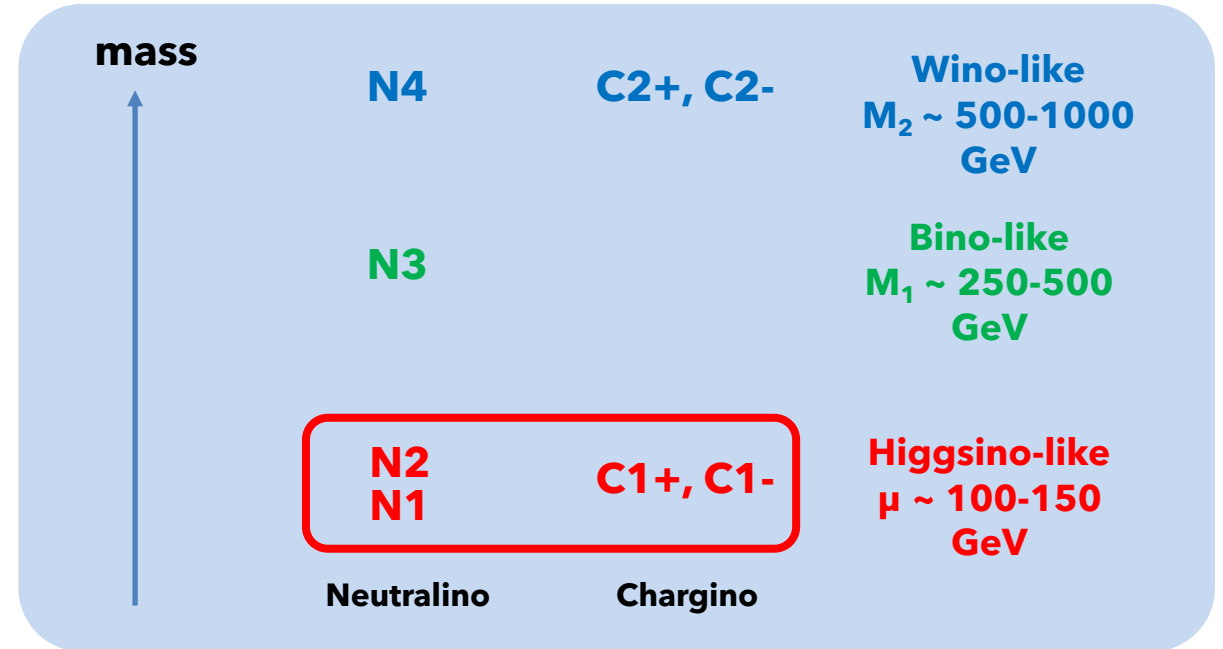 mass
N4
C2+, C2-
Wino-like
M₂ ~ 500-1000
GeV
N3
Bino-like
M₁ ~ 250-500
GeV
N2
N1
C1+, C1-
Higgsino-like
μ ~ 100-150
GeV
Neutralino
Chargino